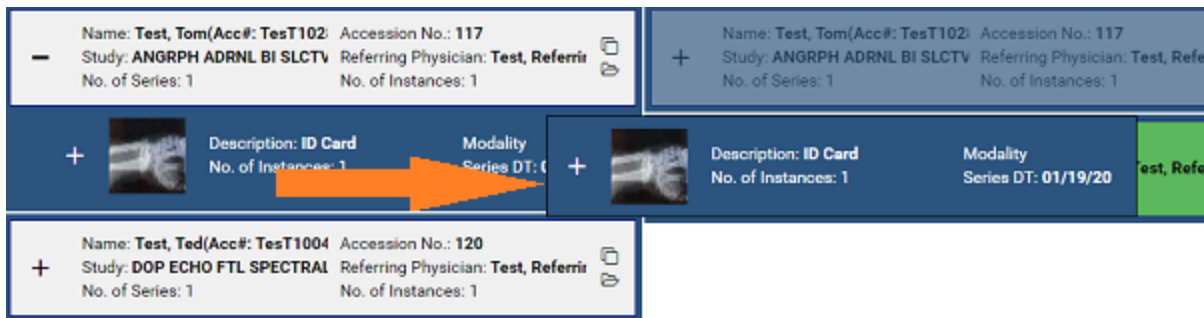 Name: Test, Tom(Acc#: TesT102 Accession No.: 117
Study: ANGRPH ADRNL BI SLCTV Referring Physician: Test, Referrin
No. of Series: 1 No. of Instances: 1
Name: Test, Tom(Acc#: TesT102 Accession No.: 117
Study: ANGRPH ADRNL BI SLCTV Referring Physician: Test, Refe
No. of Series: 1 No. of Instances: 1
Description: ID Card Modality
No. of Instances: 1 Series DT:
Description: ID Card Modality
No. of Instances: 1 Series DT: 01/19/20
Test, Refe
Name: Test, Ted(Acc#: TesT1004 Accession No.: 120
Study: DOP ECHO FTL SPECTRAL Referring Physician: Test, Referrin
No. of Series: 1 No. of Instances: 1